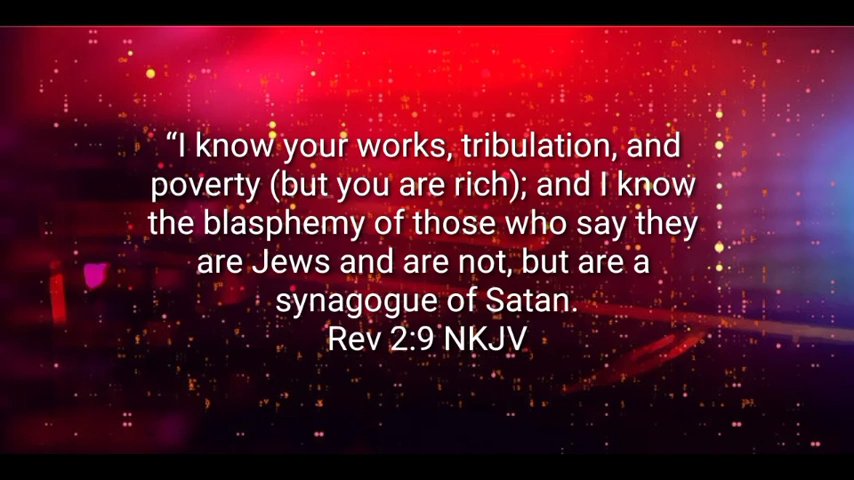 “I know your works, tribulation, and
poverty (but you are rich); and I know
the blasphemy of those who say they
are Jews and are not, but are a
synagogue of Satan.
Rev 2:9 NKJV